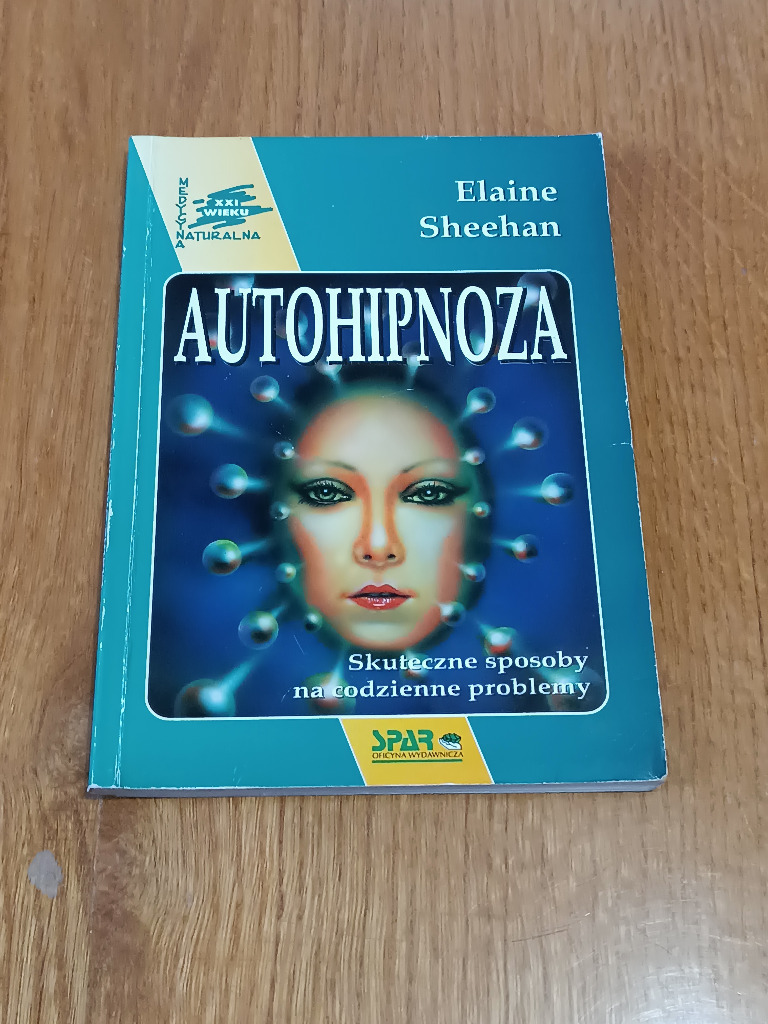 MEDYCYNA
XXI
WIEKU
NATURALNA
Elaine
Sheehan
AUTOHIPNOZA
Skuteczne sposoby
na codzienne problemy
SPAR
OFICYNA WYDAWNICZA